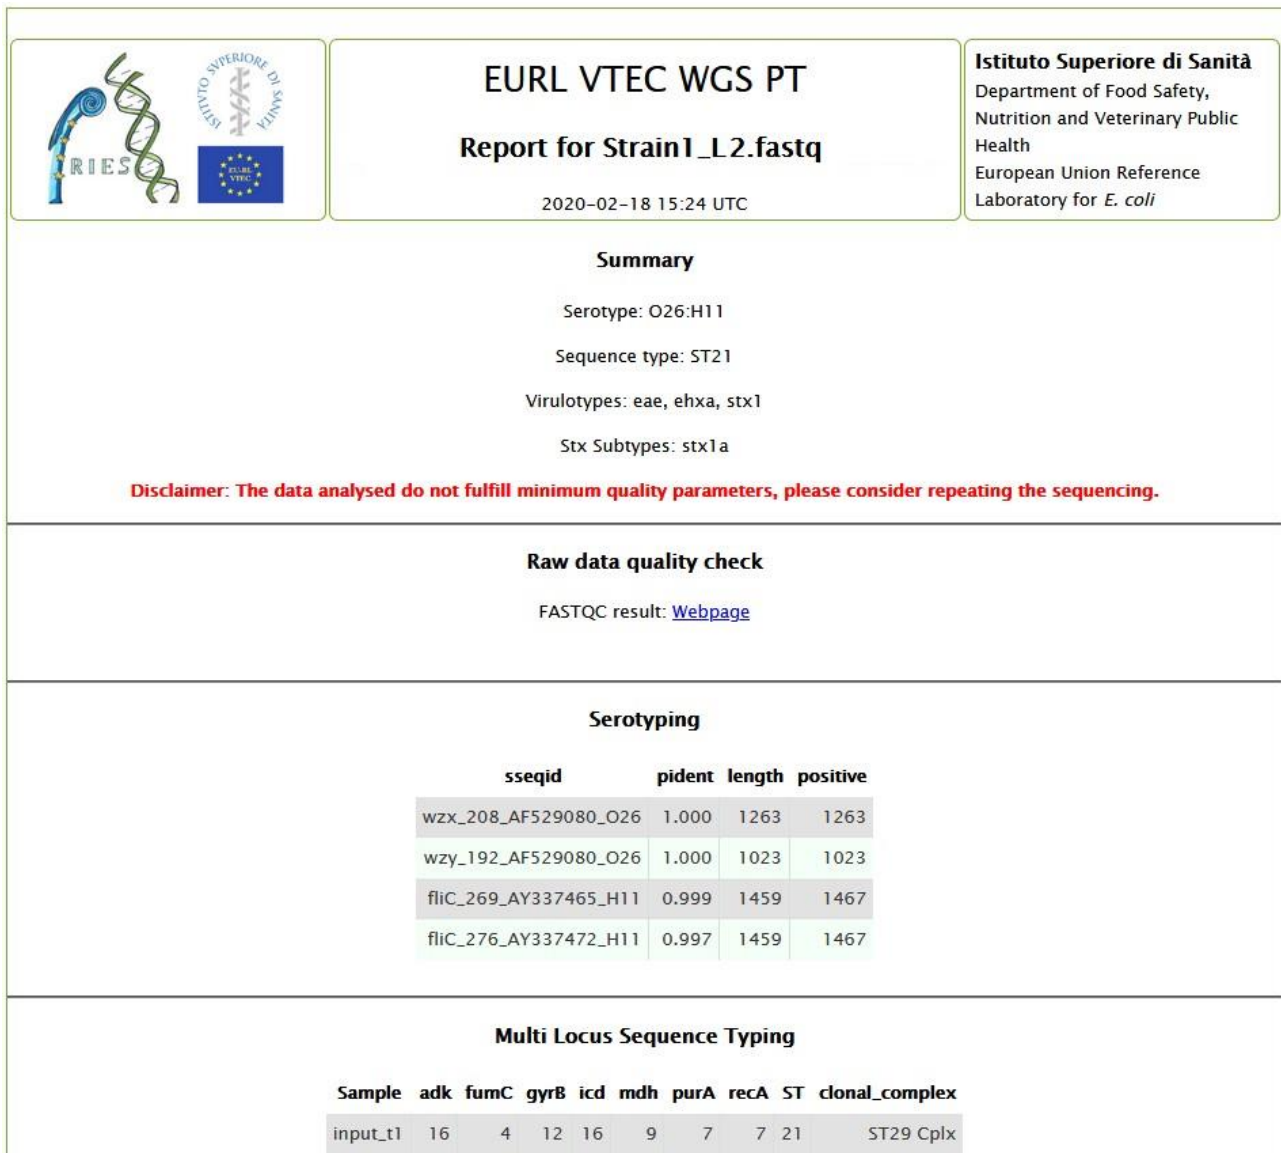 RIES
ISTITVTO SVPERIORE DI SANITÀ
EU-RL
VTEC
EURL VTEC WGS PT
Report for Strain1_L2.fastq
2020-02-18 15:24 UTC
Istituto Superiore di Sanità
Department of Food Safety,
Nutrition and Veterinary Public
Health
European Union Reference
Laboratory for E. coli
Summary
Serotype: O26:H11
Sequence type: ST21
Virulotypes: eae, ehxa, stx1
Stx Subtypes: stx1a
Disclaimer: The data analysed do not fulfill minimum quality parameters, please consider repeating the sequencing.
Raw data quality check
FASTQC result: Webpage
Serotyping
sseqid pident length positive
wzx_208_AF529080_O26 1.000 1263 1263
wzy_192_AF529080_O26 1.000 1023 1023
fliC_269_AY337465_H11 0.999 1459 1467
fliC_276_AY337472_H11 0.997 1459 1467
Multi Locus Sequence Typing
Sample adk fumC gyrB icd mdh purA recA ST clonal_complex
input_t1 16 4 12 16 9 7 7 21 ST29 Cplx